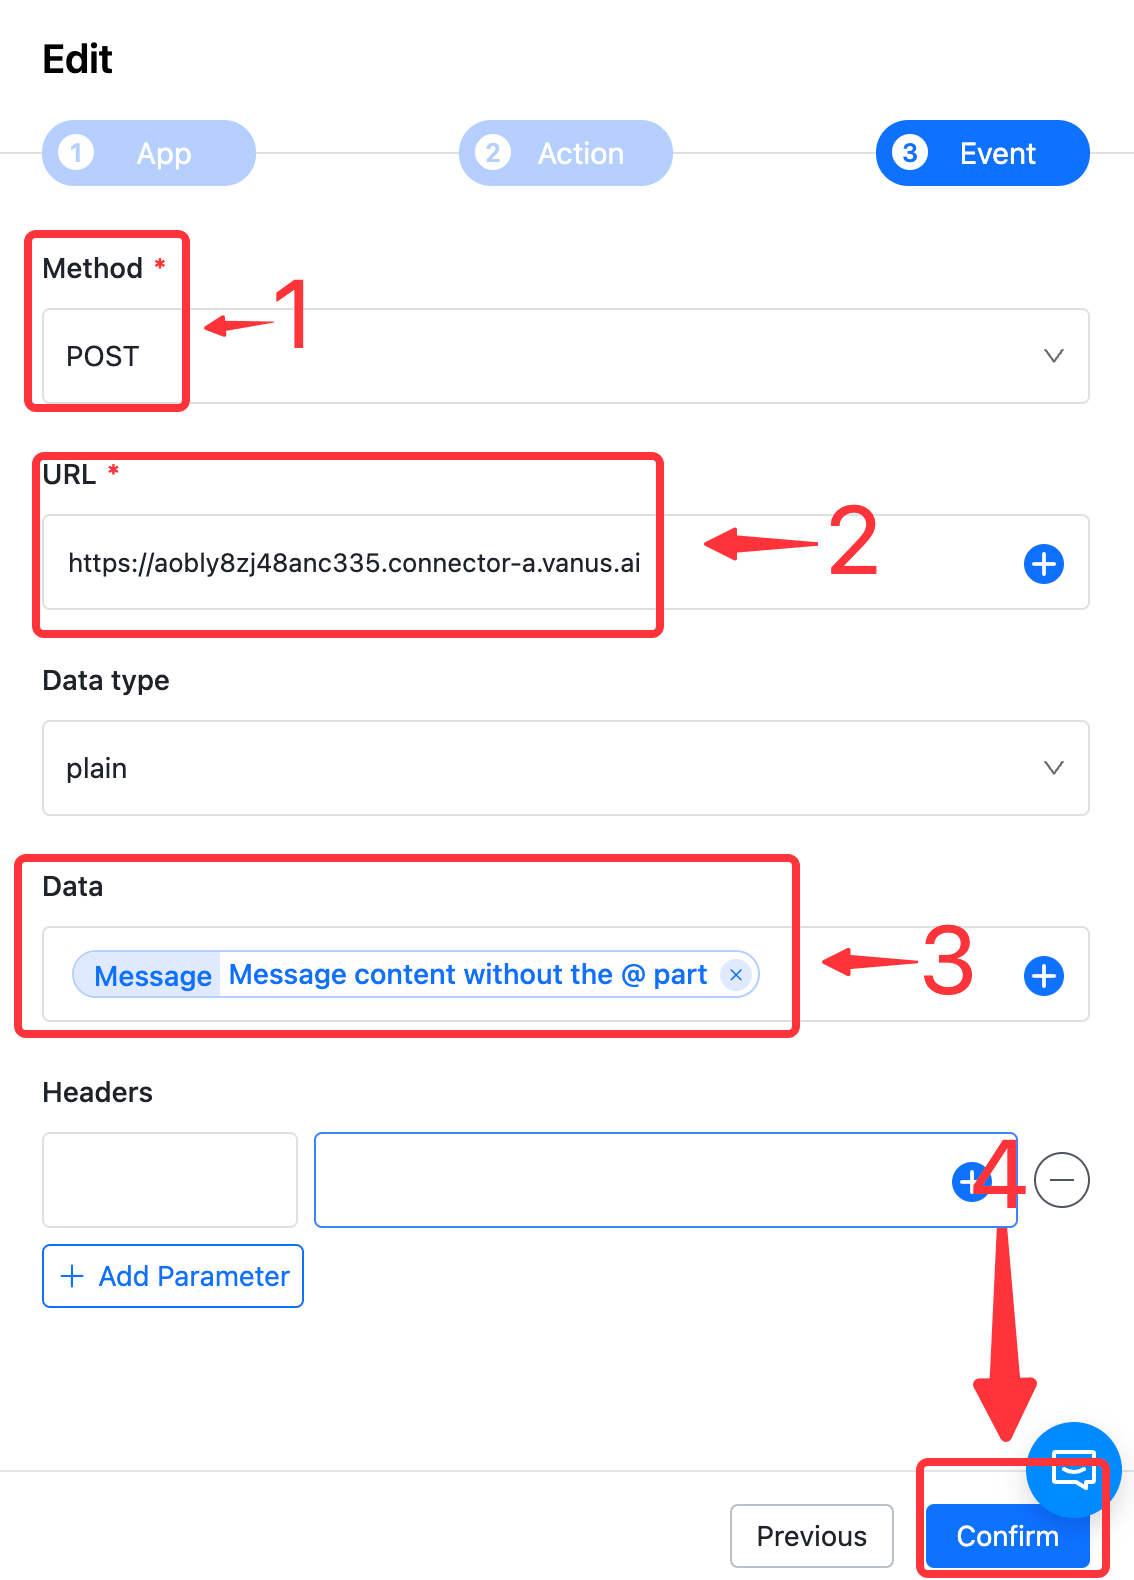 Edit
1 App
2 Action
3 Event
Method *
1
POST
URL *
https://aobly8zj48anc335.connector-a.vanus.ai
2
Data type
plain
Data
Message Message content without the @ part
3
Headers
4
Add Parameter
Previous
Confirm